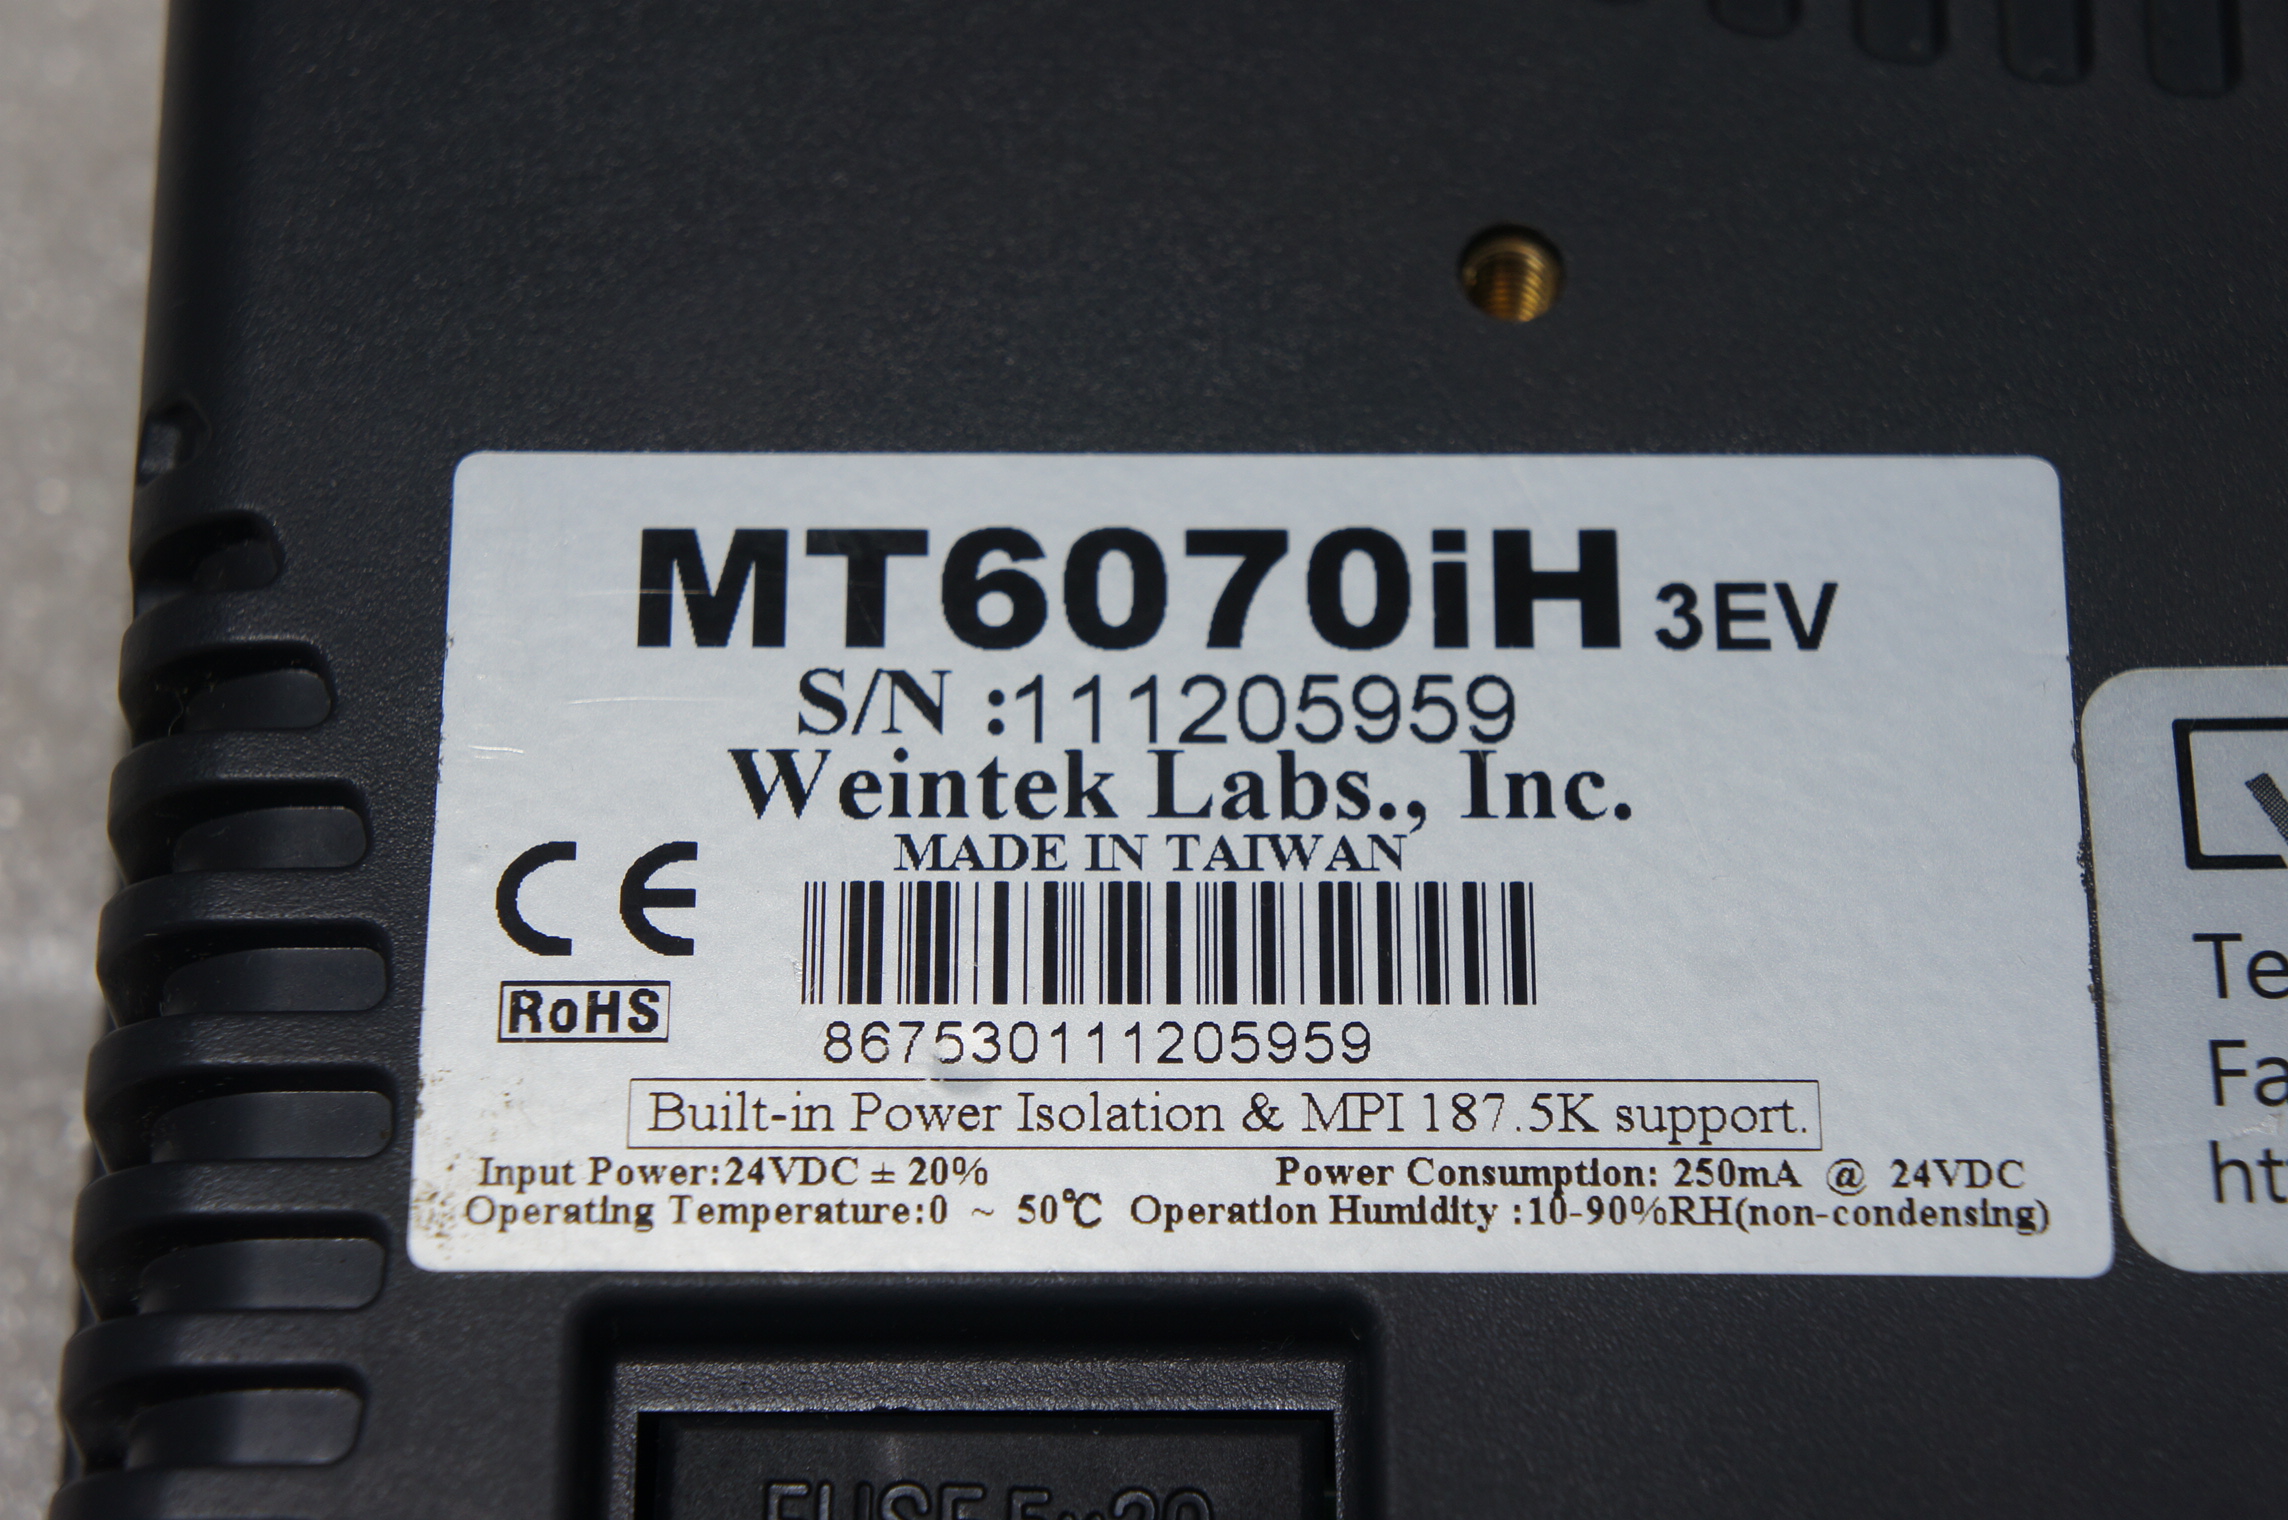 MT6070iH 3EV
S/N :111205959
Weintek Labs., Inc.
MADE IN TAIWAN
CE
RoHS
867530111205959
Built-in Power Isolation & MPI 187.5K support.
Input Power:24VDC ± 20% Power Consumption: 250mA @ 24VDC
Operating Temperature:0 ~ 50℃ Operation Humidity :10-90%RH(non-condensing)
FUSE 5x20